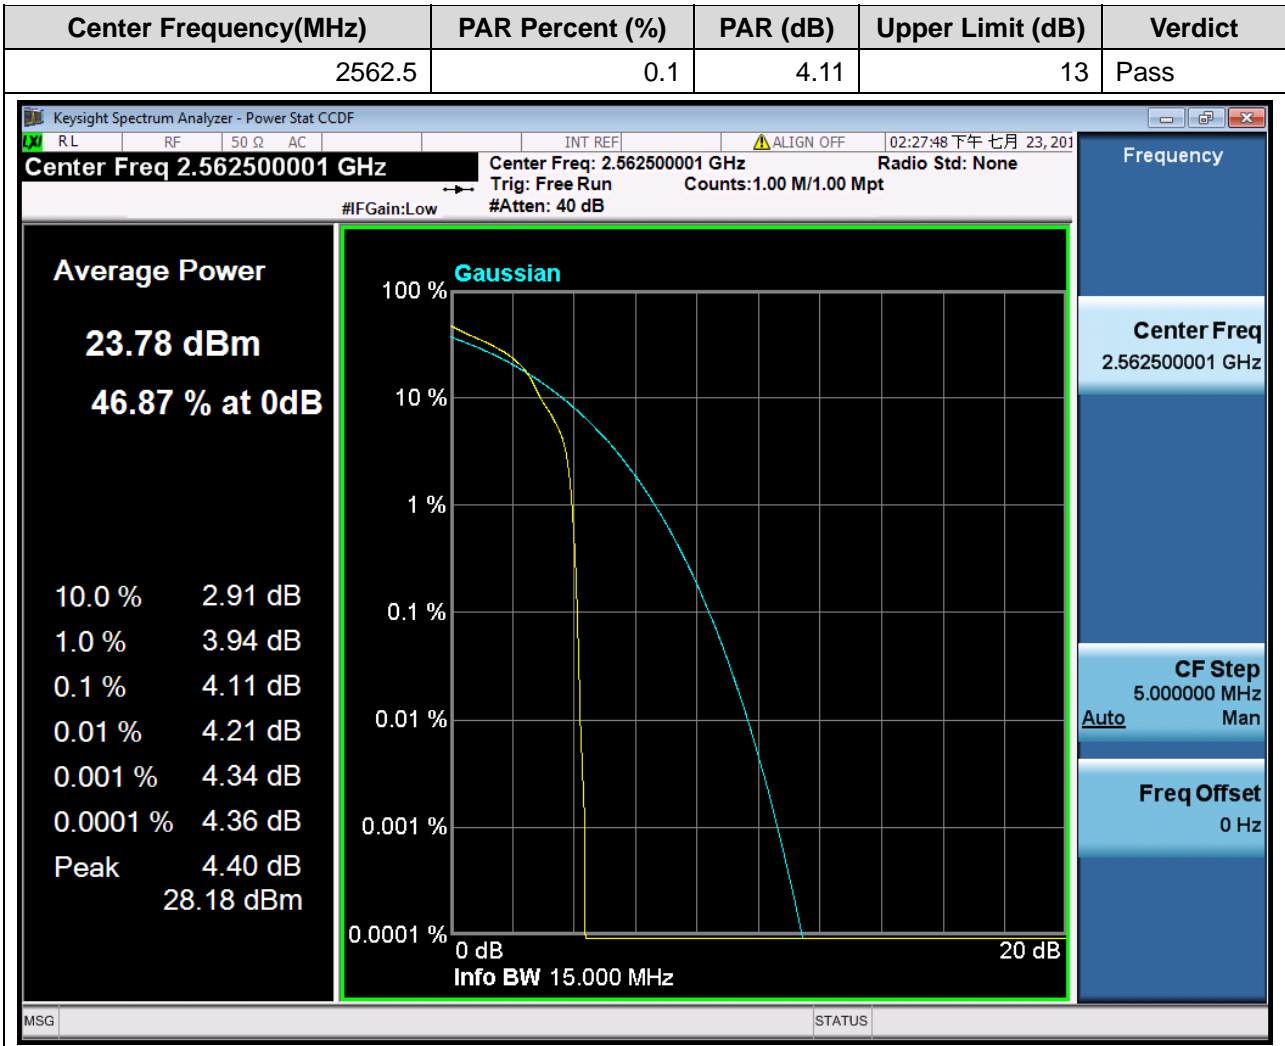 Center Frequency(MHz) PAR Percent (%) PAR (dB) Upper Limit (dB) Verdict
2562.5 0.1 4.11 13 Pass
Keysight Spectrum Analyzer - Power Stat CCDF
LXI RL RF 50 Ω AC INT REF ALIGN OFF 02:27:48 下午 七月 23, 201
Center Freq 2.562500001 GHz
Center Freq: 2.562500001 GHz Radio Std: None
Trig: Free Run Counts:1.00 M/1.00 Mpt
#IFGain:Low #Atten: 40 dB
Average Power
23.78 dBm
46.87 % at 0dB
10.0 % 2.91 dB
1.0 % 3.94 dB
0.1 % 4.11 dB
0.01 % 4.21 dB
0.001 % 4.34 dB
0.0001 % 4.36 dB
Peak 4.40 dB
28.18 dBm
Gaussian
100 %
10 %
1 %
0.1 %
0.01 %
0.001 %
0.0001 %
0 dB 20 dB
Info BW 15.000 MHz
Frequency
Center Freq
2.562500001 GHz
CF Step
5.000000 MHz
Auto Man
Freq Offset
0 Hz
MSG STATUS